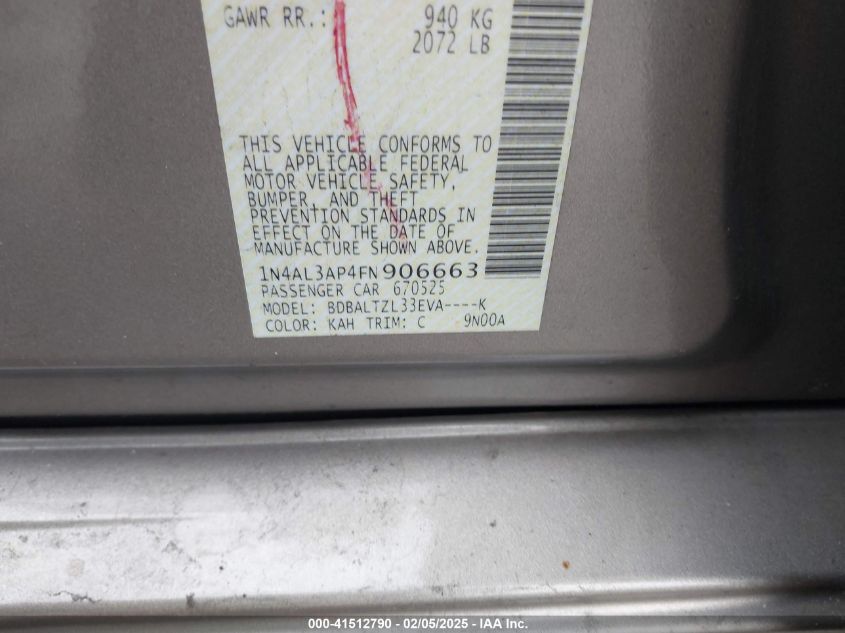 GAWR RR.: 940 KG
2072 LB
THIS VEHICLE CONFORMS TO
ALL APPLICABLE FEDERAL
MOTOR VEHICLE SAFETY,
BUMPER, AND THEFT
PREVENTION STANDARDS IN
EFFECT ON THE DATE OF
MANUFACTURE SHOWN ABOVE.
1N4AL3AP4FN906663
PASSENGER CAR 670525
MODEL: BDBALTZL33EVA----K
COLOR: KAH TRIM: C 9N00A
000-41512790 - 02/05/2025 - IAA Inc.